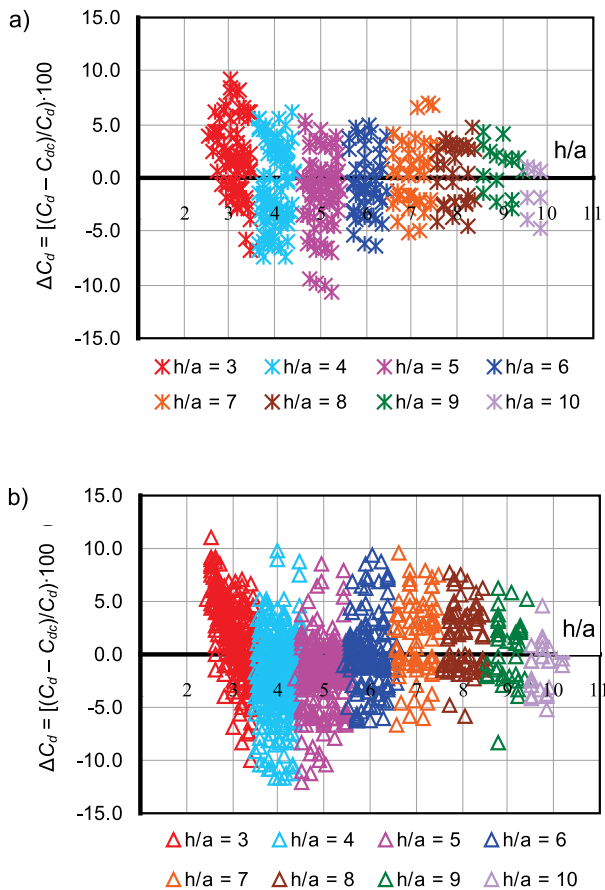 a)
ΔC_d = [(C_d – C_dc)/C_d)·100
15.0
10.0
5.0
0.0
-5.0
-10.0
-15.0
h/a
2 3 4 5 6 7 8 9 10 11
h/a = 3 h/a = 4 h/a = 5 h/a = 6
h/a = 7 h/a = 8 h/a = 9 h/a = 10
b)
ΔC_d = [(C_d – C_dc)/C_d)·100
15.0
10.0
5.0
0.0
-5.0
-10.0
-15.0
h/a
2 3 4 5 6 7 8 9 10 11
h/a = 3 h/a = 4 h/a = 5 h/a = 6
h/a = 7 h/a = 8 h/a = 9 h/a = 10